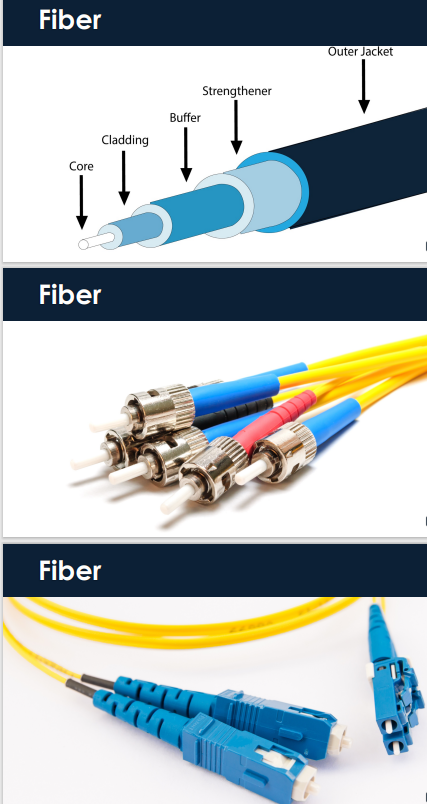 Fiber
Outer Jacket
Strengthener
Buffer
Cladding
Core
Fiber
Fiber